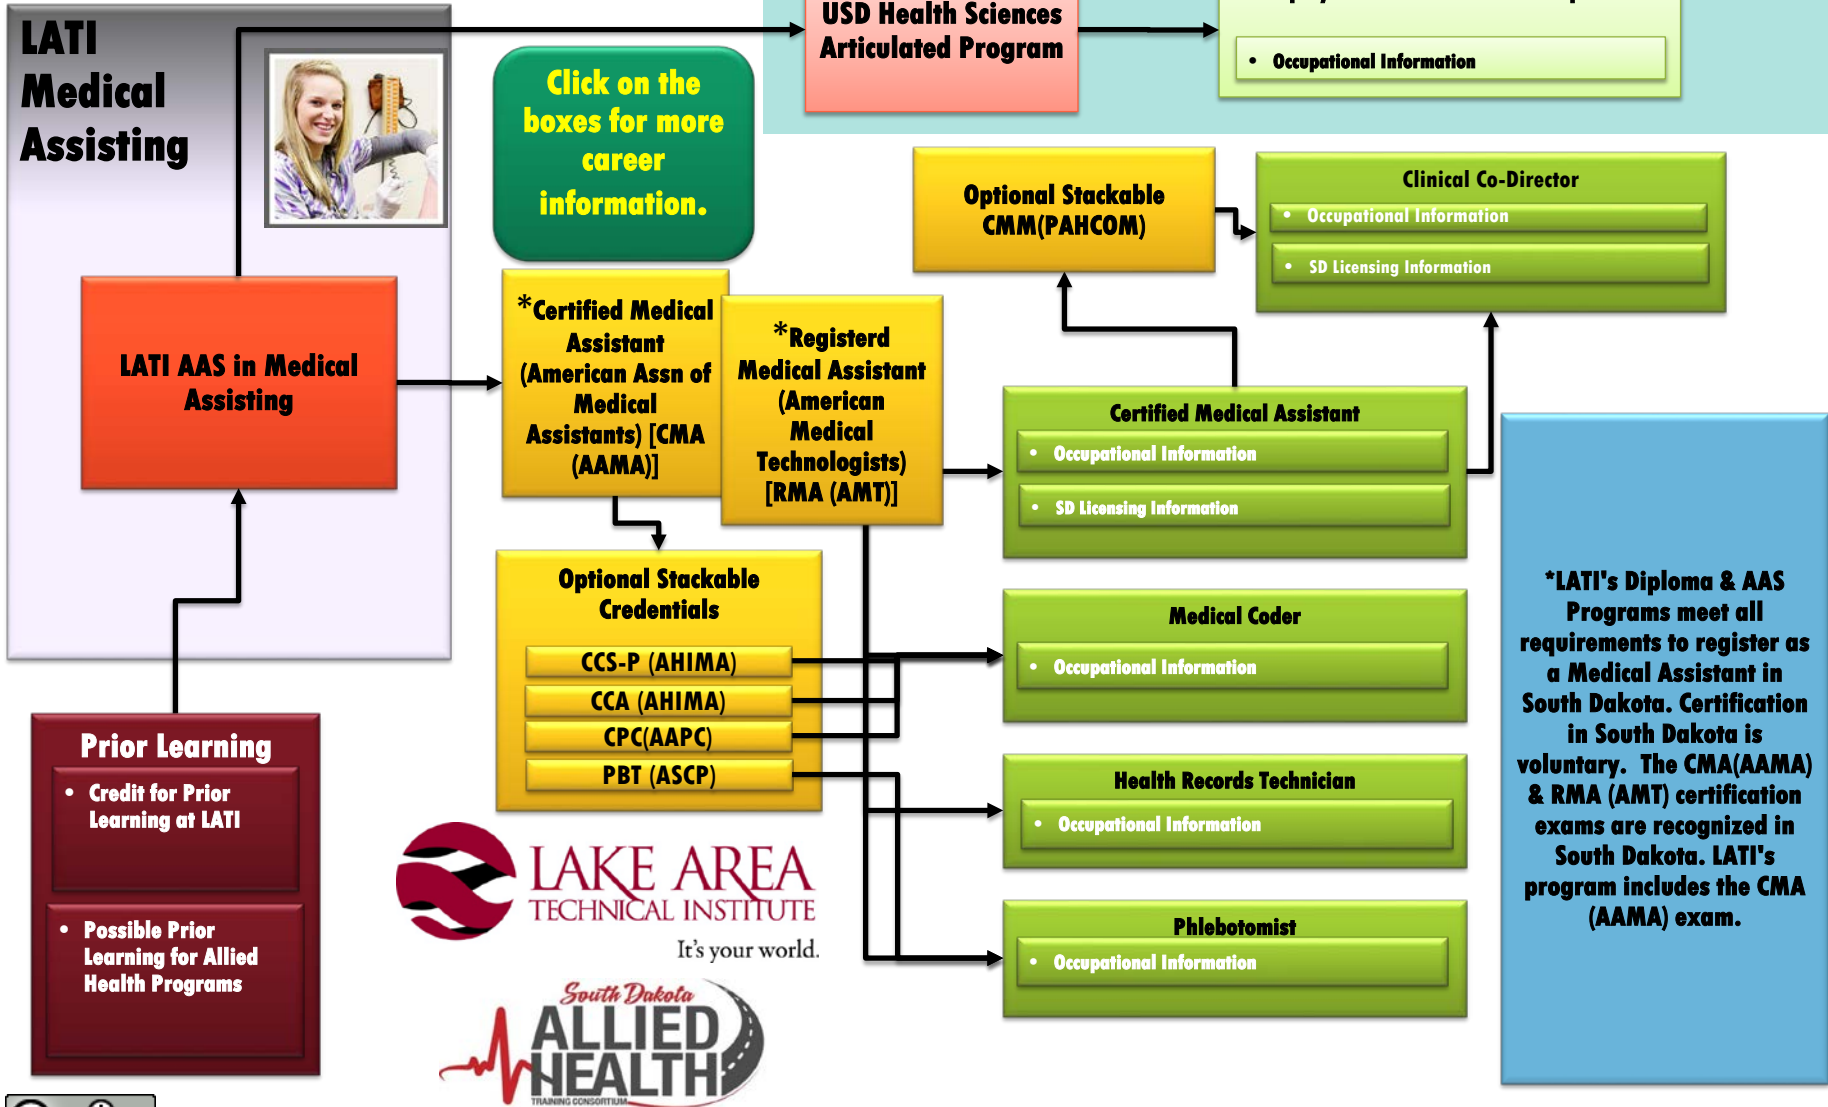 LATI
Medical
Assisting
USD Health Sciences
Articulated Program
• Occupational Information
Click on the
boxes for more
career
information.
Optional Stackable
CMM(PAHCOM)
Clinical Co-Director
• Occupational Information
• SD Licensing Information
LATI AAS in Medical
Assisting
*Certified Medical
Assistant
(American Assn of
Medical
Assistants) [CMA
(AAMA)]
*Registerd
Medical Assistant
(American
Medical
Technologists)
[RMA (AMT)]
Certified Medical Assistant
• Occupational Information
• SD Licensing Information
Optional Stackable
Credentials
CCS-P (AHIMA)
CCA (AHIMA)
CPC(AAPC)
PBT (ASCP)
Medical Coder
• Occupational Information
Health Records Technician
• Occupational Information
Phlebotomist
• Occupational Information
*LATI's Diploma & AAS
Programs meet all
requirements to register as
a Medical Assistant in
South Dakota. Certification
in South Dakota is
voluntary. The CMA(AAMA)
& RMA (AMT) certification
exams are recognized in
South Dakota. LATI's
program includes the CMA
(AAMA) exam.
Prior Learning
• Credit for Prior
Learning at LATI
• Possible Prior
Learning for Allied
Health Programs
LAKE AREA
TECHNICAL INSTITUTE
It's your world.
South Dakota
ALLIED
HEALTH
TRAINING CONSORTIUM